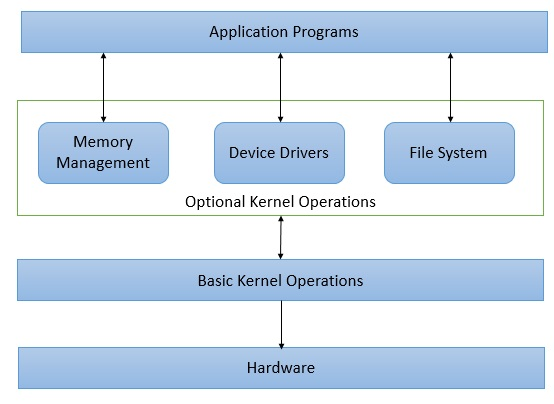 Application Programs
Memory
Management
Device Drivers
File System
Optional Kernel Operations
Basic Kernel Operations
Hardware